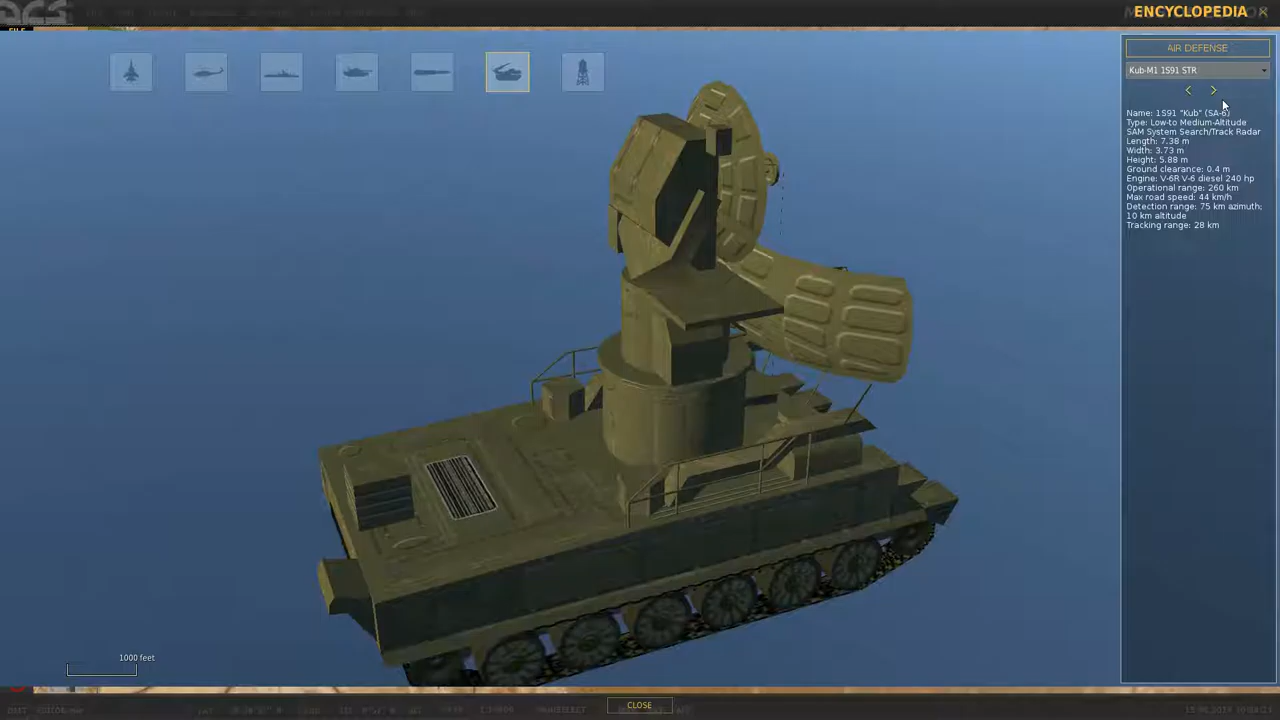 DCS
ENCYCLOPEDIA
FILE
AIR DEFENSE
Kub-M1 1S91 STR
< >
Name: 1S91 "Kub" (SA-6)
Type: Low-to Medium-Altitude
SAM System Search/Track Radar
Length: 7.38 m
Width: 3.73 m
Height: 5.88 m
Ground clearance: 0.4 m
Engine: V-6R V-6 diesel 240 hp
Operational range: 260 km
Max road speed: 44 km/h
Detection range: 75 km azimuth;
10 km altitude
Tracking range: 28 km
1000 feet
CLOSE